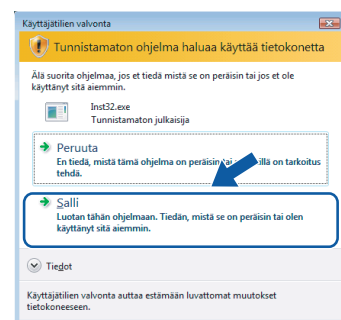 Käyttäjätilien valvonta
Tunnistamaton ohjelma haluaa käyttää tietokonetta
Älä suorita ohjelmaa, jos et tiedä mistä se on peräisin tai jos et ole
käyttänyt sitä aiemmin.
Inst32.exe
Tunnistamaton julkaisija
Peruuta
En tiedä, mistä tämä ohjelma on peräisin tai illä on tarkoitus
tehdä.
Salli
Luotan tähän ohjelmaan. Tiedän, mistä se on peräisin tai olen
käyttänyt sitä aiemmin.
Tiedot
Käyttäjätilien valvonta auttaa estämään luvattomat muutokset
tietokoneeseen.